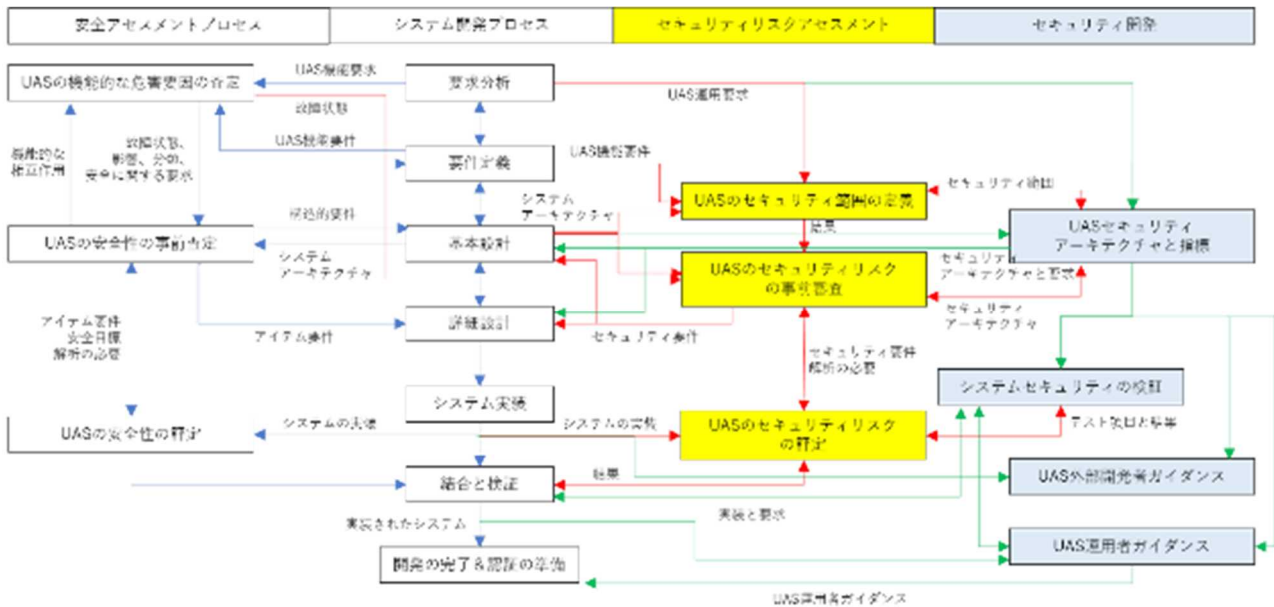 安全アセスメントプロセス
システム開発プロセス
セキュリティリスクアセスメント
セキュリティ開発
UASの機能的な危害要因の査定
UAS機能要求
要求分析
UAS運用要求
故障状態
UAS機能要件
要件定義
機能的な
相互作用
故障状態、
影響、分類、
安全に関する要求
UAS機能要件
UASのセキュリティ範囲の定義
セキュリティ範囲
システム
アーキテクチャ
構造的要件
UASの安全性の事前査定
基本設計
結果
UASセキュリティ
アーキテクチャと指標
システム
アーキテクチャ
UASのセキュリティリスク
の事前審査
セキュリティ
アーキテクチャと要求
セキュリティ
アーキテクチャ
アイテム要件
安全目標
解析の必要
アイテム要件
詳細設計
セキュリティ要件
セキュリティ要件
解析の必要
システムセキュリティの検証
システム実装
UASの安全性の評定
システムの実装
システムの実装
UASのセキュリティリスク
の評定
テスト項目と結果
結合と検証
結果
UAS外部開発者ガイダンス
実装と要求
実装されたシステム
UAS運用者ガイダンス
開発の完了&認証の準備
UAS運用者ガイダンス